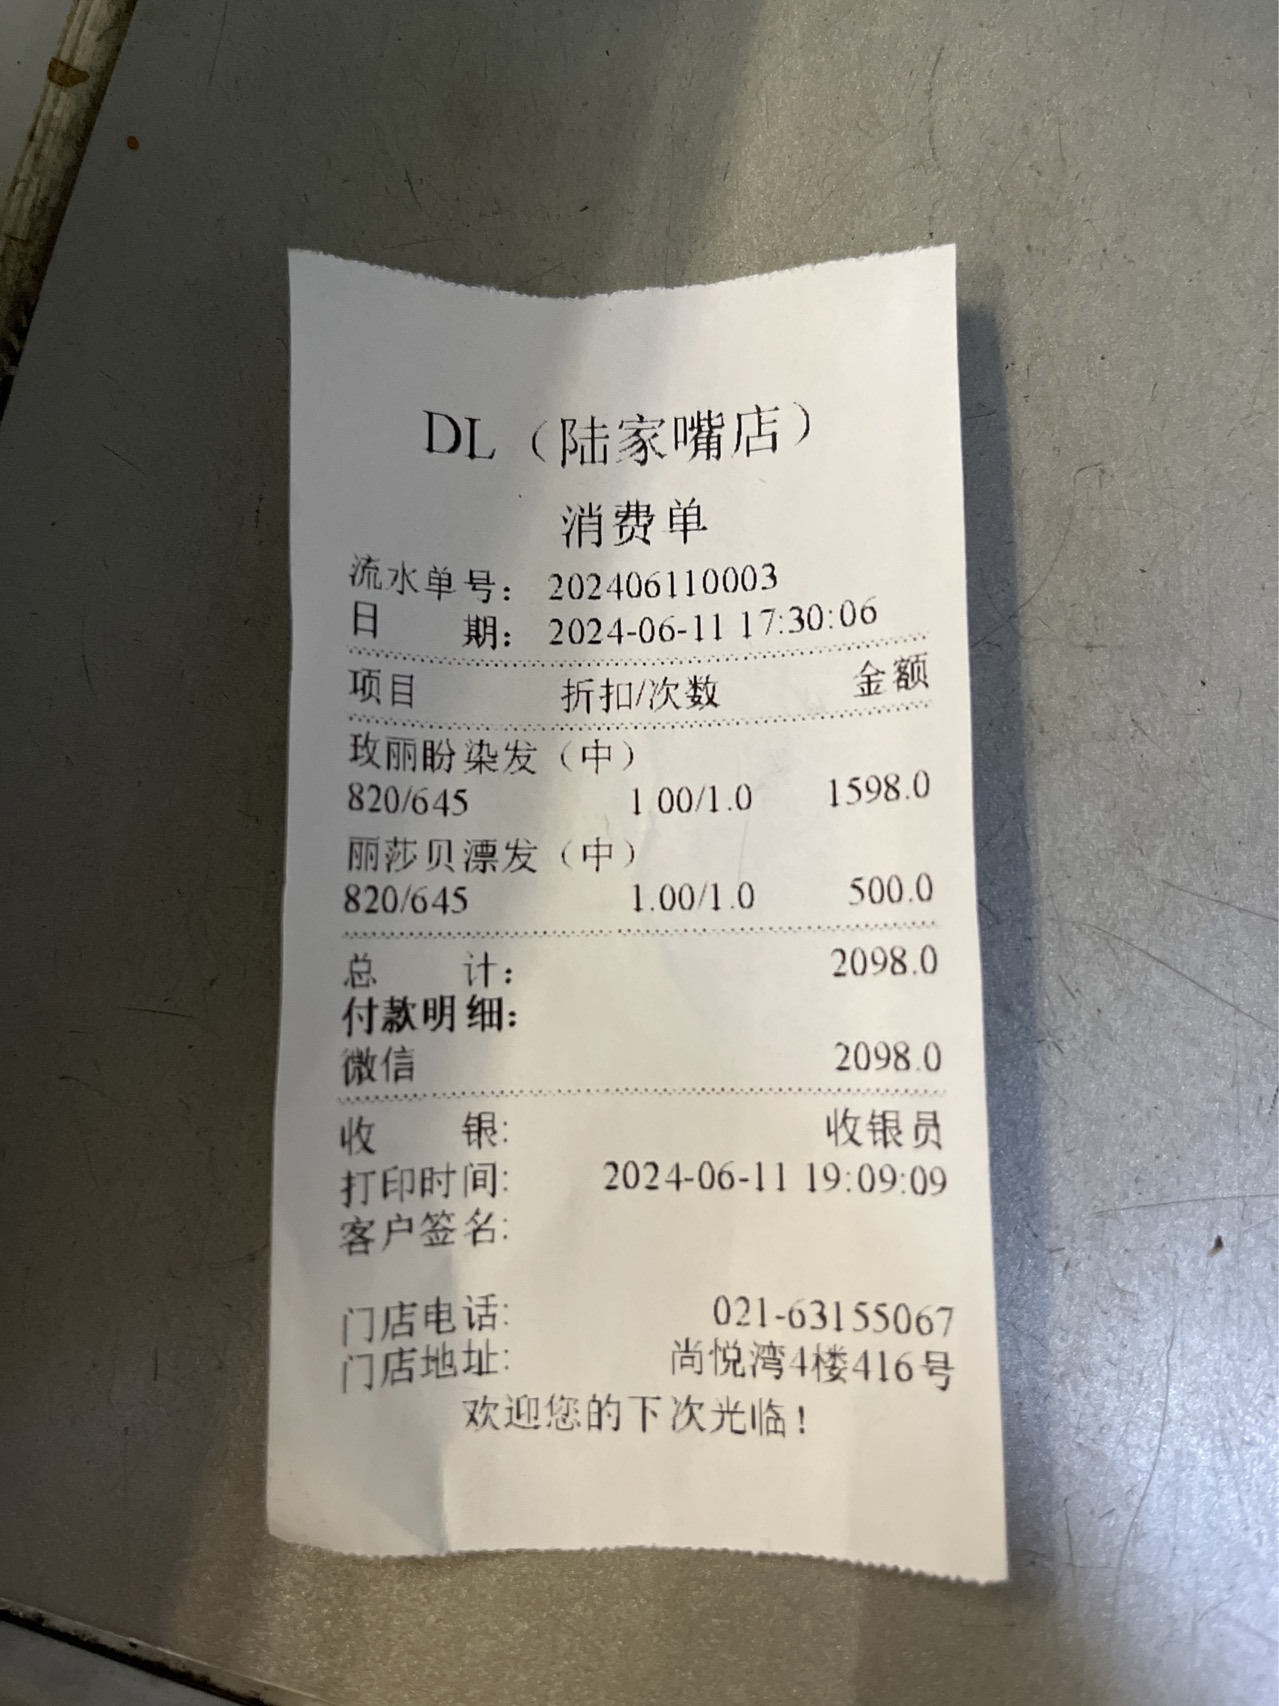 DL（陆家嘴店）
消费单
流水单号： 202406110003
日 期： 2024-06-11 17:30:06
项目 折扣/次数 金额
玫丽盼染发（中）
820/645 1.00/1.0 1598.0
丽莎贝漂发（中）
820/645 1.00/1.0 500.0
总 计： 2098.0
付款明细：
微信 2098.0
收 银: 收银员
打印时间: 2024-06-11 19:09:09
客户签名:
门店电话: 021-63155067
门店地址: 尚悦湾4楼416号
欢迎您的下次光临！